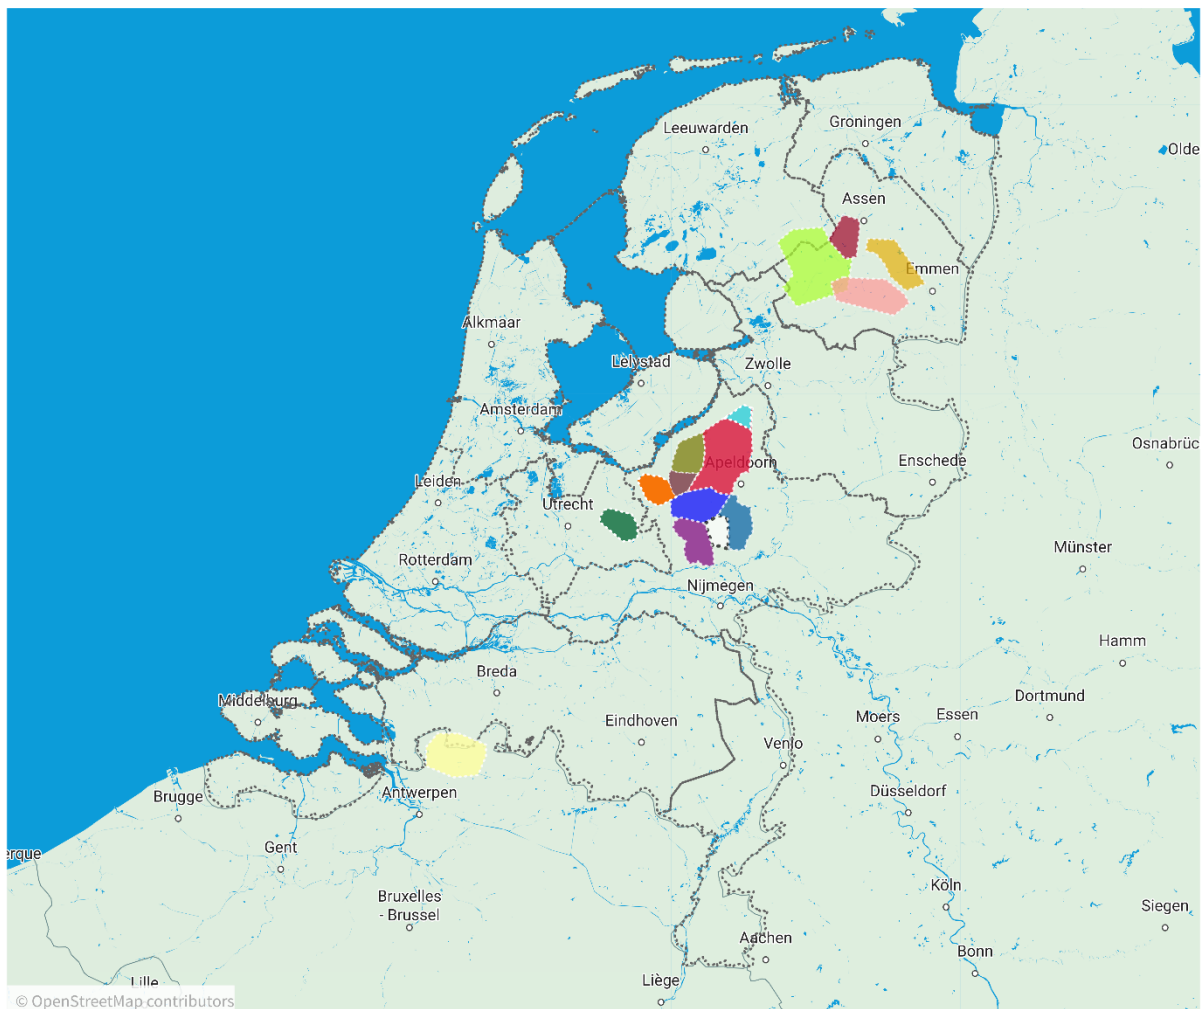 Leeuwarden
Groningen
Olde
Assen
Emmen
Alkmaar
Lelystad
Zwolle
Amsterdam
Osnabrüc
Apeldoorn
Enschede
Leiden
Utrecht
Münster
Rotterdam
Nijmegen
Hamm
Breda
Middelburg
Dortmund
Eindhoven
Moers
Essen
Venlo
Düsseldorf
Brugge
Antwerpen
Gent
erque
Köln
Bruxelles
- Brussel
Siegen
Aachen
Bonn
Lille
Liège
© OpenStreetMap contributors